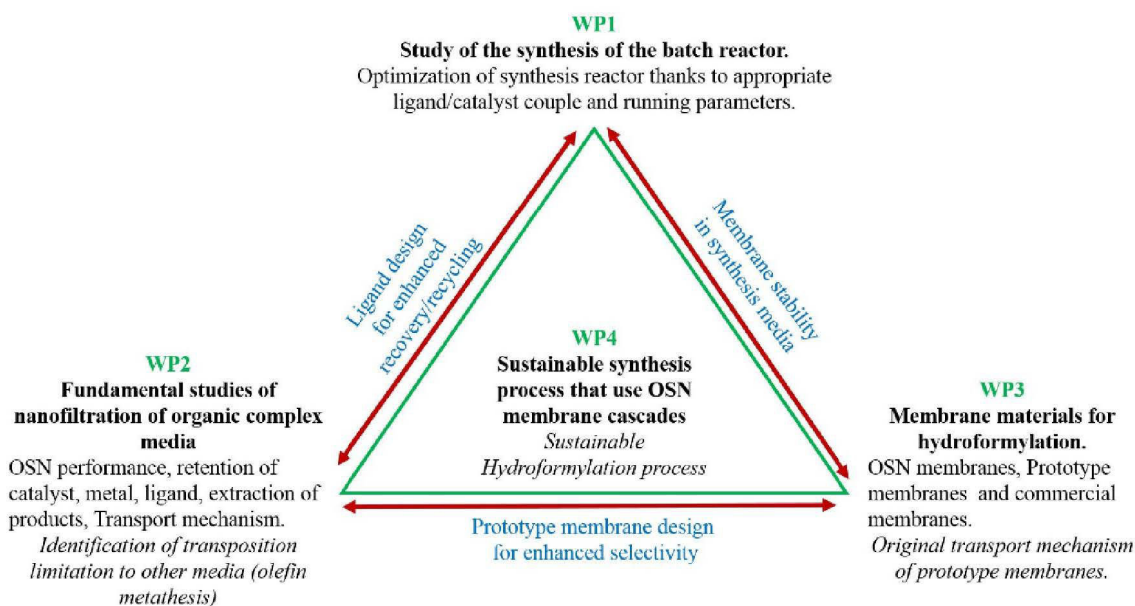 WP1
Study of the synthesis of the batch reactor.
Optimization of synthesis reactor thanks to appropriate
ligand/catalyst couple and running parameters.
Ligand design
for enhanced
recovery/recycling
Membrane stability
in synthesis media
WP4
Sustainable synthesis
process that use OSN
membrane cascades
Sustainable
Hydroformylation process
WP2
Fundamental studies of
nanofiltration of organic complex
media
OSN performance, retention of
catalyst, metal, ligand, extraction of
products, Transport mechanism.
Identification of transposition
limitation to other media (olefin
metathesis)
WP3
Membrane materials for
hydroformylation.
OSN membranes, Prototype
membranes and commercial
membranes.
Original transport mechanism
of prototype membranes.
Prototype membrane design
for enhanced selectivity